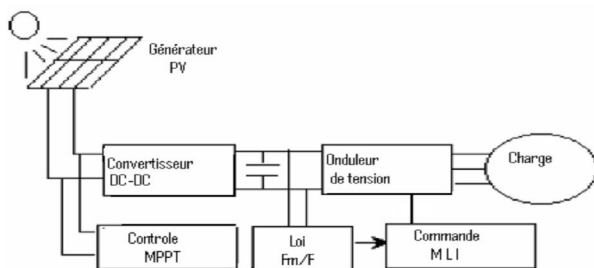 Générateur
PV
Convertisseur
DC-DC
Onduleur
de tension
Charge
Controle
MPPT
Loi
Fm/F
Commande
M L I